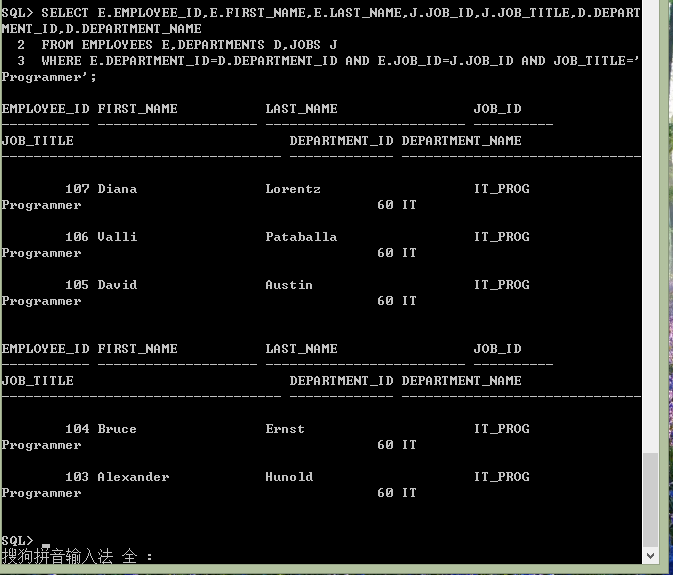 SQL> SELECT E.EMPLOYEE_ID,E.FIRST_NAME,E.LAST_NAME,J.JOB_ID,J.JOB_TITLE,D.DEPART
MENT_ID,D.DEPARTMENT_NAME
2 FROM EMPLOYEES E,DEPARTMENTS D,JOBS J
3 WHERE E.DEPARTMENT_ID=D.DEPARTMENT_ID AND E.JOB_ID=J.JOB_ID AND JOB_TITLE='
Programmer';
EMPLOYEE_ID FIRST_NAME LAST_NAME JOB_ID
----------- -------------------- ------------------------- ----------
JOB_TITLE DEPARTMENT_ID DEPARTMENT_NAME
----------------------------------- ------------- ------------------------------
107 Diana Lorentz IT_PROG
Programmer 60 IT
106 Valli Pataballa IT_PROG
Programmer 60 IT
105 David Austin IT_PROG
Programmer 60 IT
EMPLOYEE_ID FIRST_NAME LAST_NAME JOB_ID
----------- -------------------- ------------------------- ----------
JOB_TITLE DEPARTMENT_ID DEPARTMENT_NAME
----------------------------------- ------------- ------------------------------
104 Bruce Ernst IT_PROG
Programmer 60 IT
103 Alexander Hunold IT_PROG
Programmer 60 IT
SQL> _
搜狗拼音输入法 全 :